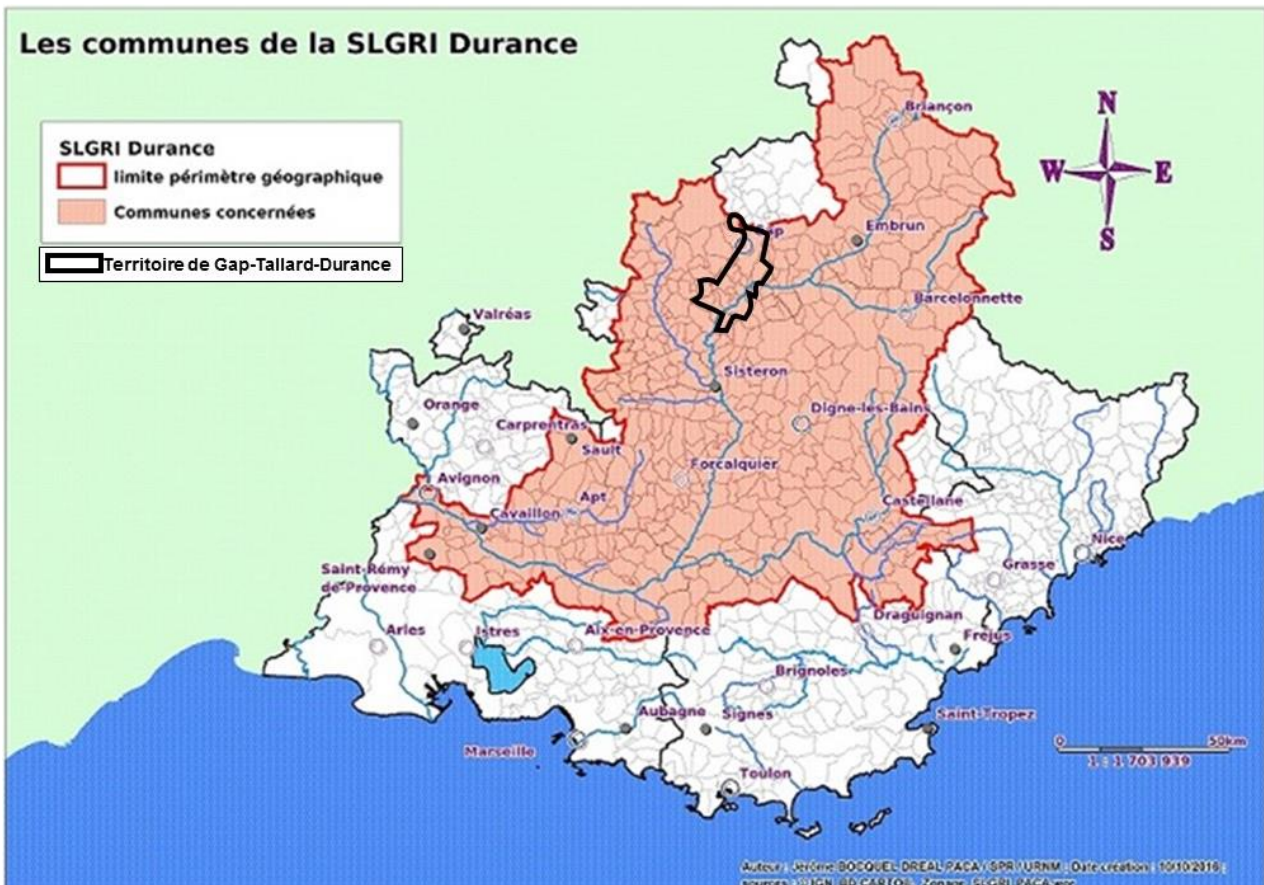 Les communes de la SLGRI Durance
SLGRI Durance
limite périmètre géographique
Communes concernées
Territoire de Gap-Tallard-Durance
N
W E
S
Briançon
Embrun
Barcelonnette
Valréas
Sisteron
Orange
Digne-les-Bains
Carprentras
Sault
Forcalquier
Avignon
Apt
Castellane
Cavaillon
Nice
Grasse
Saint-Rémy
de-Provence
Draguignan
Arles
Istres
Aix-en-Provence
Fréjus
Brignoles
Aubagne
Signes
Saint-Tropez
Marseille
0 50km
1 : 1 703 939
Toulon
Auteur : Jérôme BOCQUEL DREAL PACA / SPR / URNM ; Date création : 10/10/2016 ;